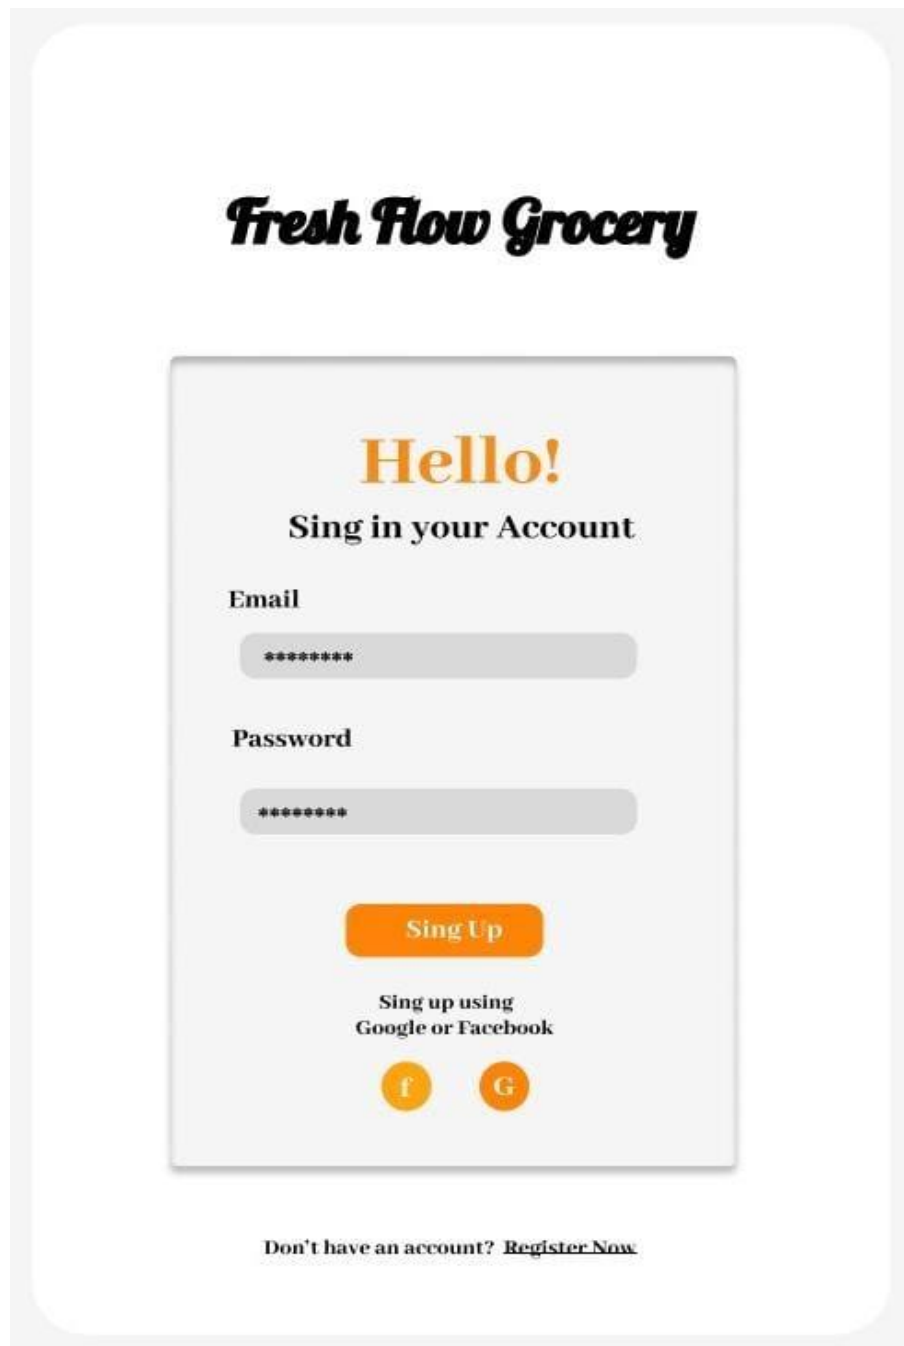 Fresh Flow Grocery
Hello!
Sing in your Account
Email
********
Password
********
Sing Up
Sing up using
Google or Facebook
f G
Don't have an account? Register Now